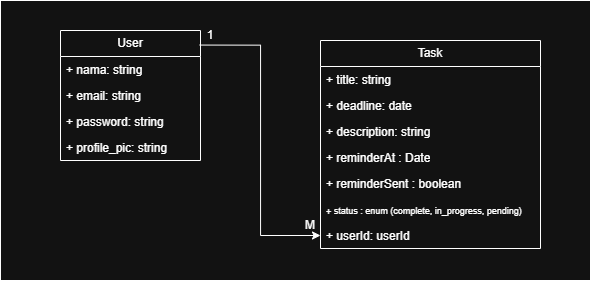 User
+ nama: string
+ email: string
+ password: string
+ profile_pic: string
1
M
Task
+ title: string
+ deadline: date
+ description: string
+ reminderAt : Date
+ reminderSent : boolean
+ status : enum (complete, in_progress, pending)
+ userId: userId